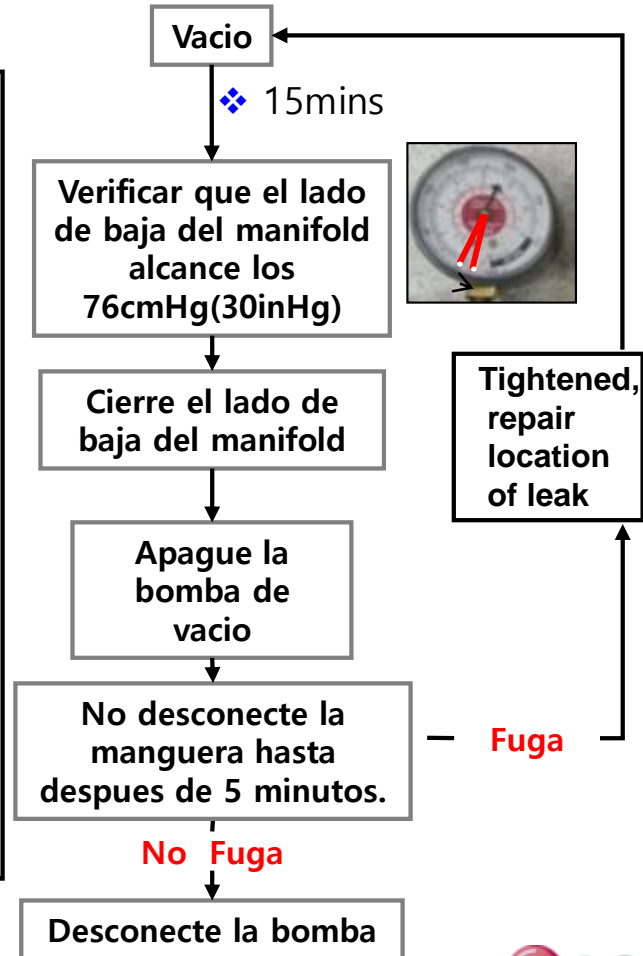 Vacio
❖ 15mins
Verificar que el lado
de baja del manifold
alcance los
76cmHg(30inHg)
Cierre el lado de
baja del manifold
Tightened,
repair
location
of leak
Apague la
bomba de
vacio
No desconecte la
manguera hasta
despues de 5 minutos.
Fuga
No Fuga
Desconecte la bomba